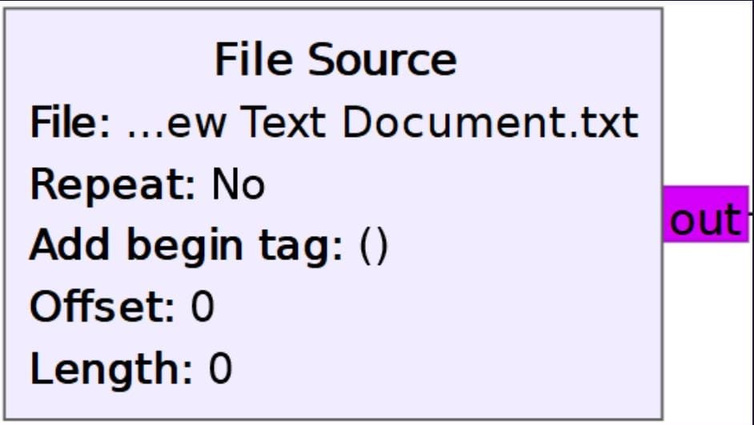 File Source
File: ...ew Text Document.txt
Repeat: No
Add begin tag: ()
out
Offset: 0
Length: 0